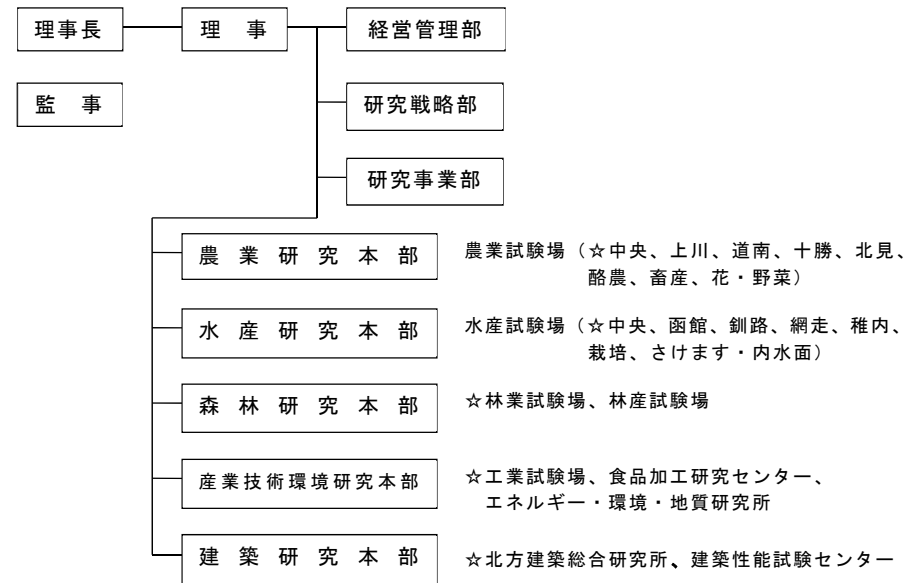 理事長 理　事 経営管理部
監　事 研究戦略部
研究事業部
農業研究本部 農業試験場（☆中央、上川、道南、十勝、北見、
酪農、畜産、花・野菜）
水産研究本部 水産試験場（☆中央、函館、釧路、網走、稚内、
栽培、さけます・内水面）
森林研究本部 ☆林業試験場、林産試験場
産業技術環境研究本部 ☆工業試験場、食品加工研究センター、
エネルギー・環境・地質研究所
建築研究本部 ☆北方建築総合研究所、建築性能試験センター